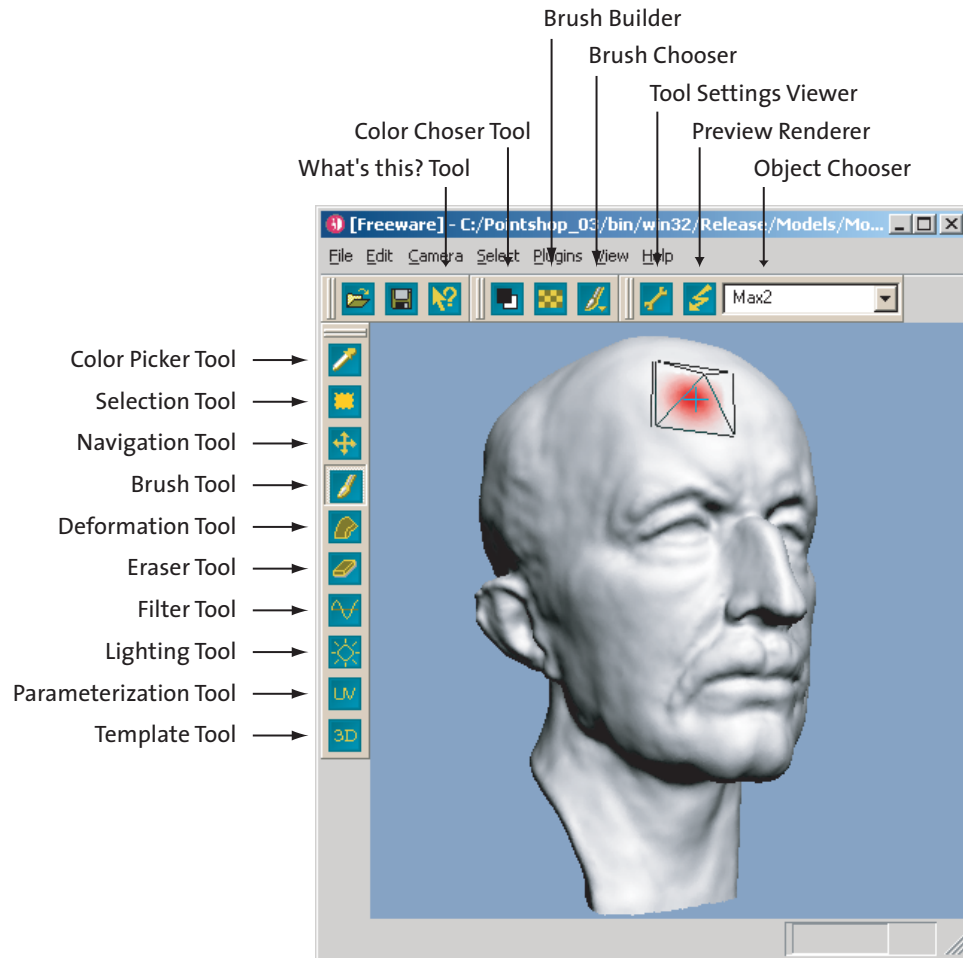 Brush Builder
Brush Chooser
Tool Settings Viewer
Color Choser Tool
Preview Renderer
What's this? Tool
Object Chooser
[Freeware] - C:/Pointshop_03/bin/win32/Release/Models/Mo...
File Edit Camera Select Plugins View Help
Max2
Color Picker Tool
Selection Tool
Navigation Tool
Brush Tool
Deformation Tool
Eraser Tool
Filter Tool
Lighting Tool
Parameterization Tool
UV
Template Tool
3D